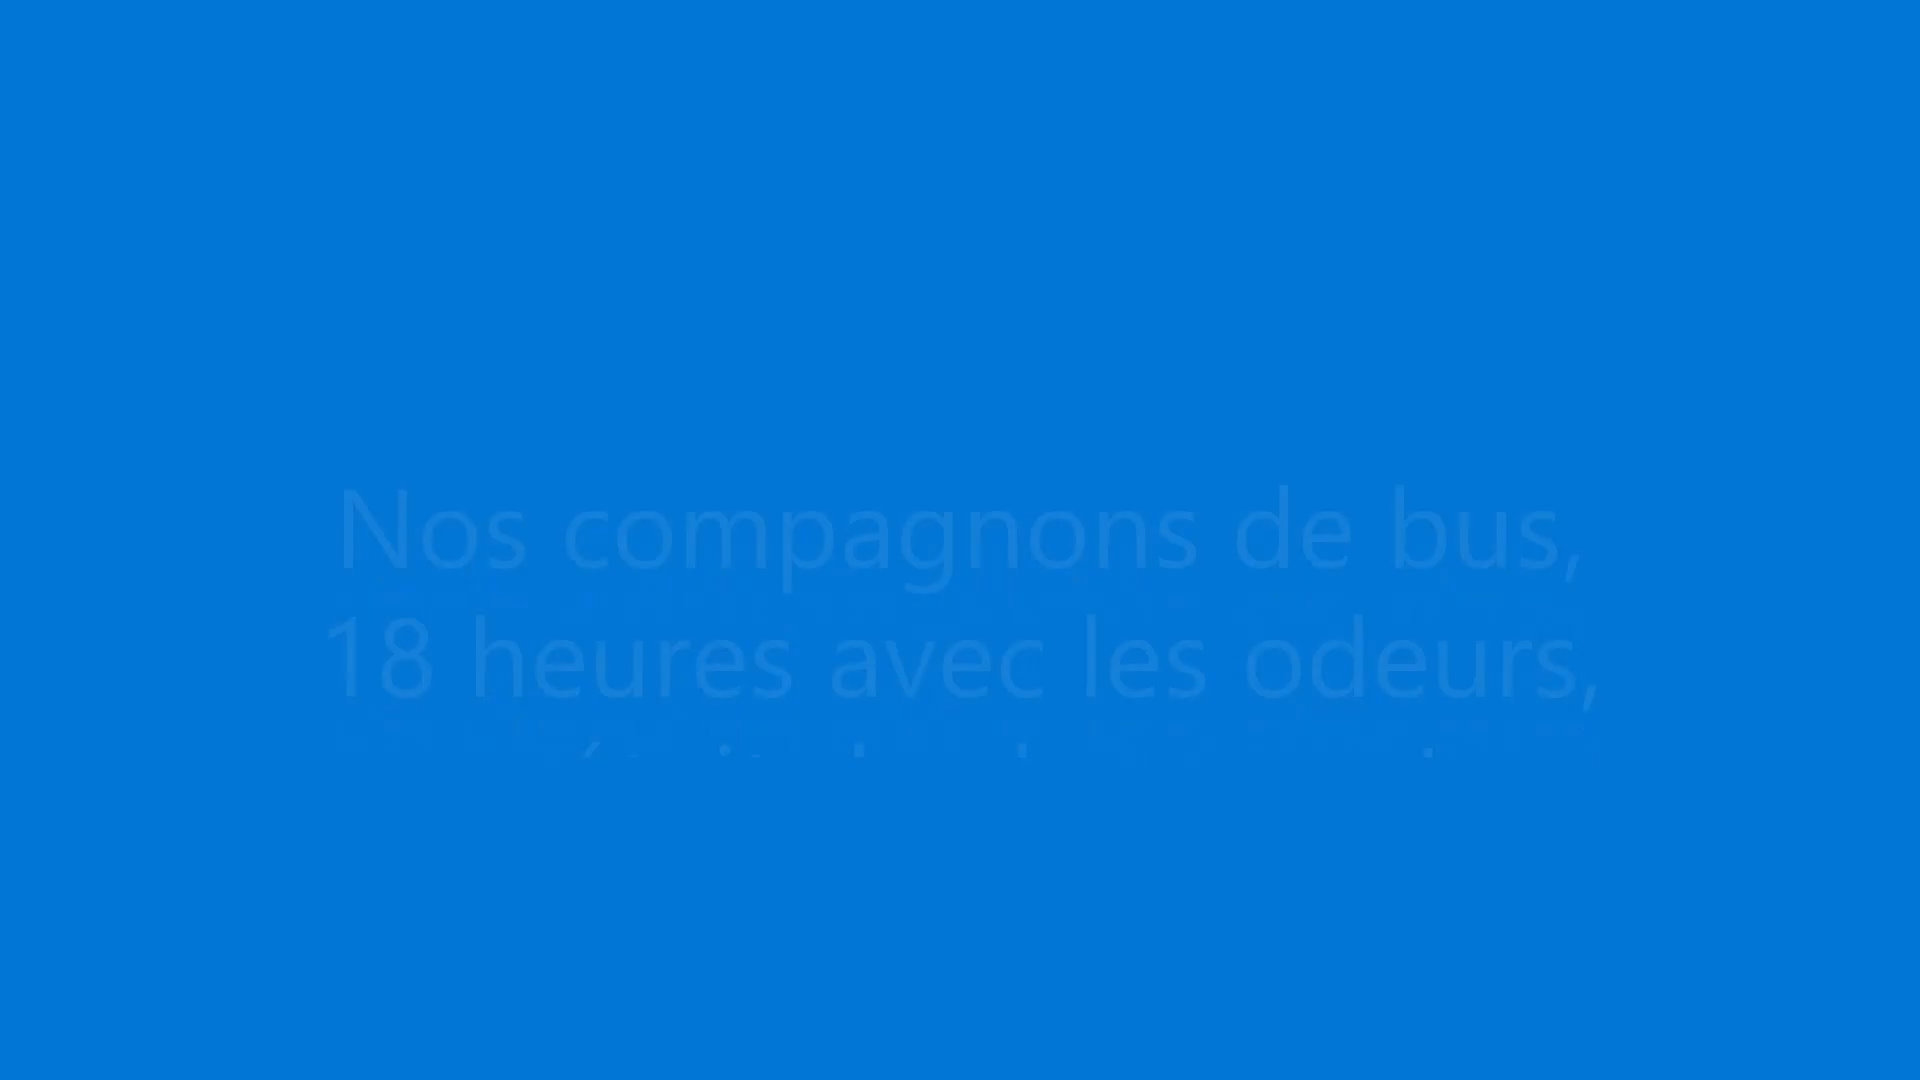 Nos compagnons de bus,
18 heures avec les odeurs,